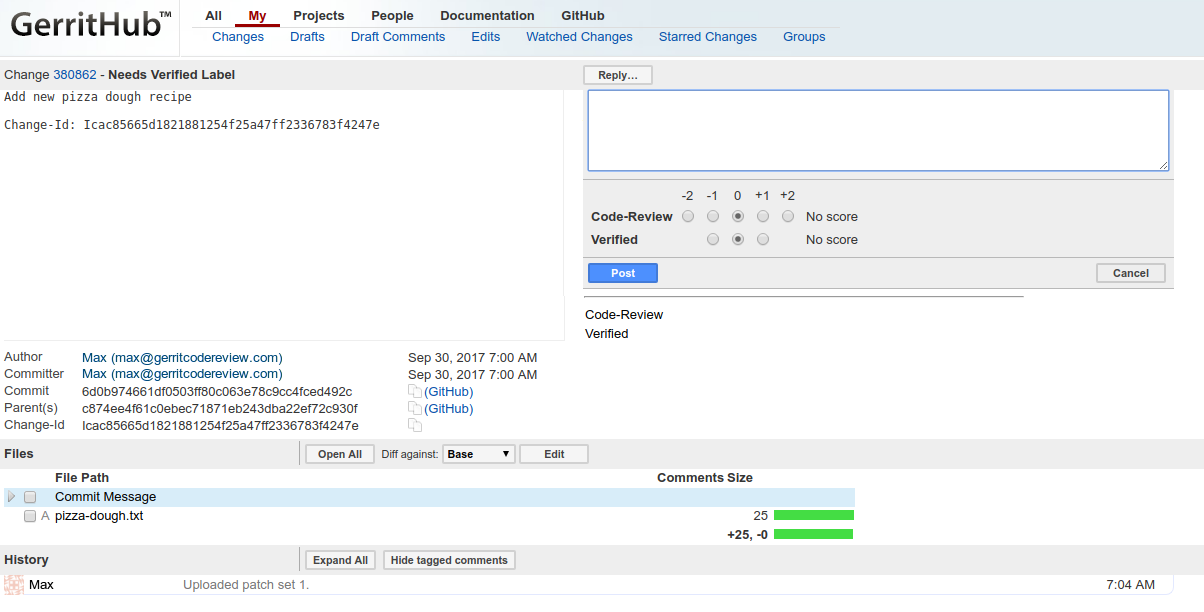 GerritHub™
All My Projects People Documentation GitHub
Changes Drafts Draft Comments Edits Watched Changes Starred Changes Groups
Change 380862 - Needs Verified Label
Reply...
Add new pizza dough recipe
Change-Id: Icac85665d1821881254f25a47ff2336783f4247e
-2 -1 0 +1 +2
Code-Review No score
Verified No score
Post Cancel
Code-Review
Verified
Author Max (max@gerritcodereview.com) Sep 30, 2017 7:00 AM
Committer Max (max@gerritcodereview.com) Sep 30, 2017 7:00 AM
Commit 6d0b974661df0503ff80c063e78c9cc4fced492c (GitHub)
Parent(s) c874ee4f61c0ebec71871eb243dba22ef72c930f (GitHub)
Change-Id Icac85665d1821881254f25a47ff2336783f4247e
Files Open All Diff against: Base Edit
File Path Comments Size
Commit Message
A pizza-dough.txt 25
+25, -0
History Expand All Hide tagged comments
Max Uploaded patch set 1. 7:04 AM